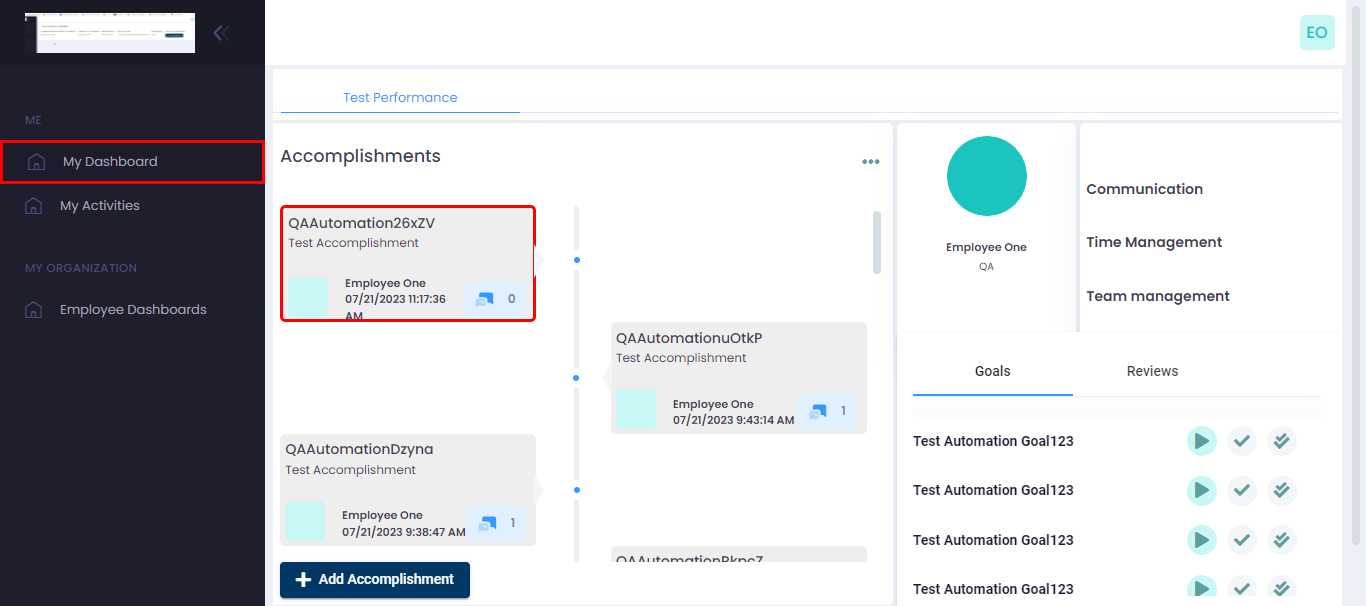 EO
ME
My Dashboard
My Activities
MY ORGANIZATION
Employee Dashboards
Test Performance
Accomplishments
QAAutomation26xZV
Test Accomplishment
Employee One
07/21/2023 11:17:36
AM
0
QAAutomationuOtkP
Test Accomplishment
Employee One
07/21/2023 9:43:14 AM
1
QAAutomationDzyna
Test Accomplishment
Employee One
07/21/2023 9:38:47 AM
1
QAAutomationRkpcZ
Add Accomplishment
Employee One
QA
Communication
Time Management
Team management
Goals
Reviews
Test Automation Goal123
Test Automation Goal123
Test Automation Goal123
Test Automation Goal123